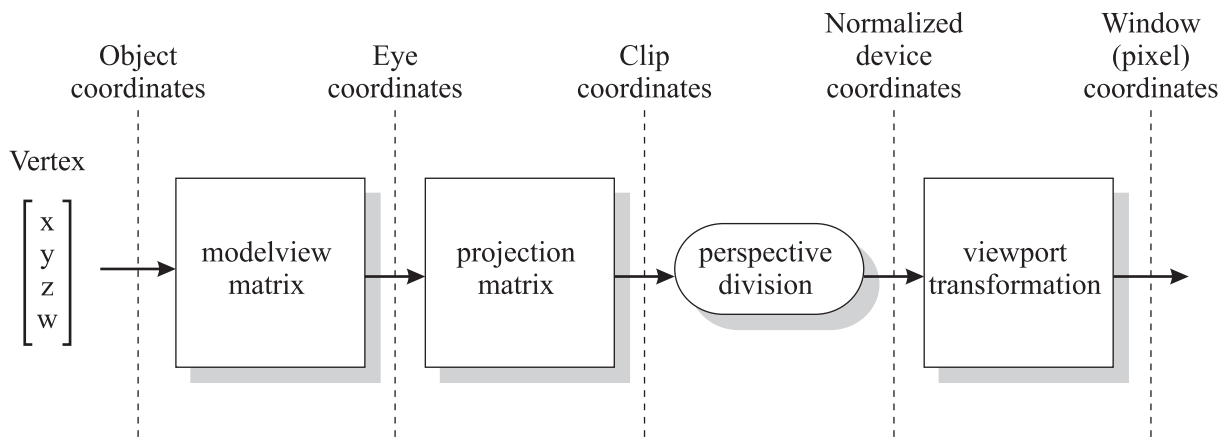 Object
coordinates
Eye
coordinates
Clip
coordinates
Normalized
device
coordinates
Window
(pixel)
coordinates
Vertex
x
y
z
w
modelview
matrix
projection
matrix
perspective
division
viewport
transformation